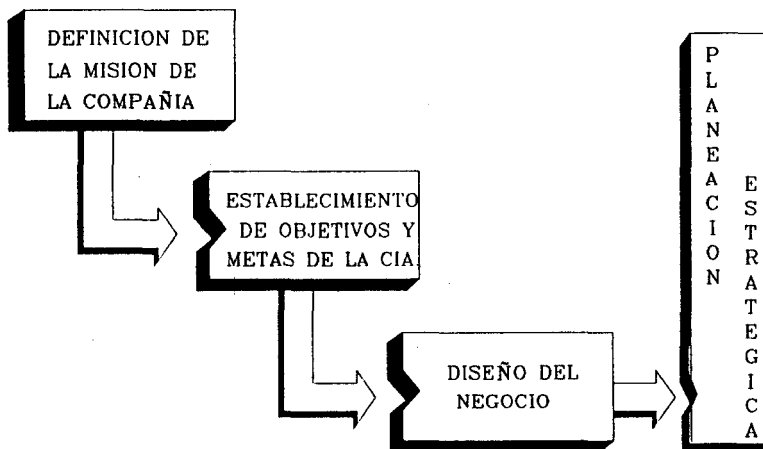 DEFINICION DE
LA MISION DE
LA COMPAÑIA
ESTABLECIMIENTO
DE OBJETIVOS Y
METAS DE LA CIA.
DISEÑO DEL
NEGOCIO
PLANEACION
ESTRATEGICA